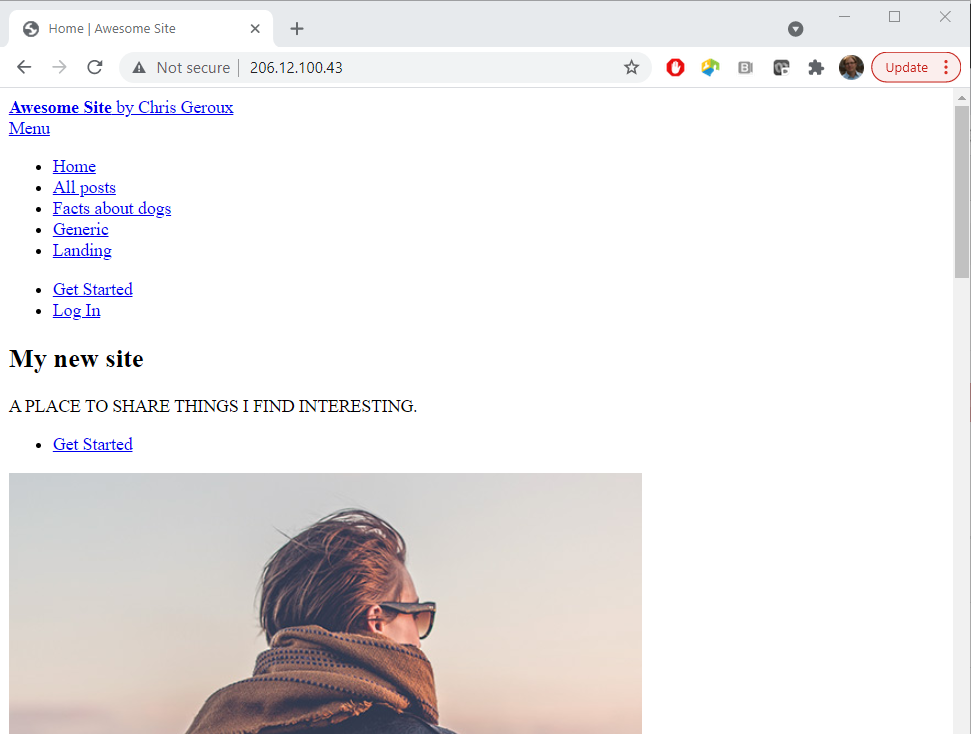 Home | Awesome Site
Not secure | 206.12.100.43
Update
Awesome Site by Chris Geroux
Menu
Home
All posts
Facts about dogs
Generic
Landing
Get Started
Log In
My new site
A PLACE TO SHARE THINGS I FIND INTERESTING.
Get Started